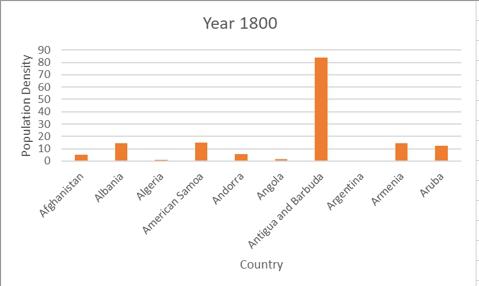 Year 1800
Population Density
90
80
70
60
50
40
30
20
10
0
Afghanistan
Albania
Algeria
American Samoa
Andorra
Angola
Antigua and Barbuda
Argentina
Armenia
Aruba
Country